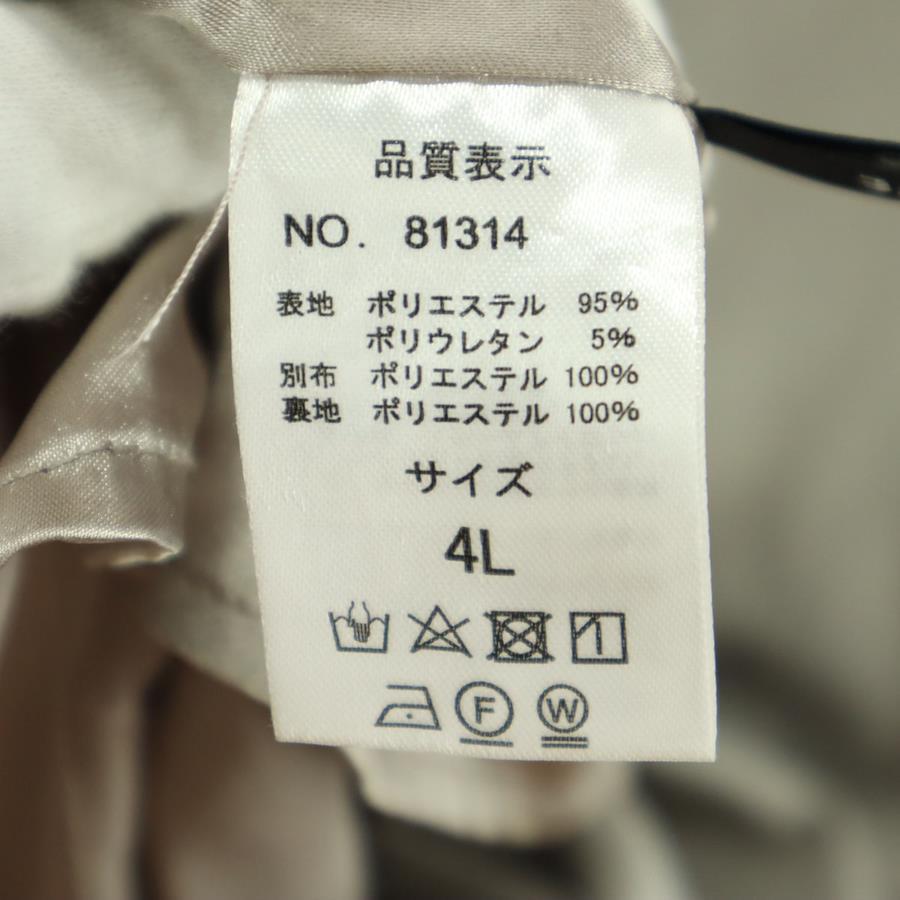 品質表示
NO. 81314
表地 ポリエステル 95%
ポリウレタン 5%
別布 ポリエステル 100%
裏地 ポリエステル 100%
サイズ
4L
F W